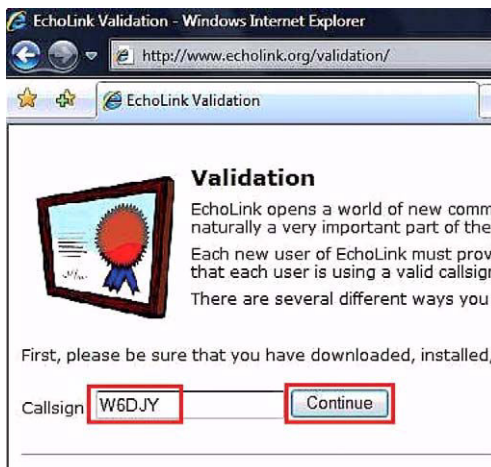 EchoLink Validation - Windows Internet Explorer
http://www.echolink.org/validation/
EchoLink Validation
Validation
EchoLink opens a world of new comm
naturally a very important part of the
Each new user of EchoLink must prov
that each user is using a valid callsign
There are several different ways you
First, please be sure that you have downloaded, installed,
Callsign W6DJY Continue